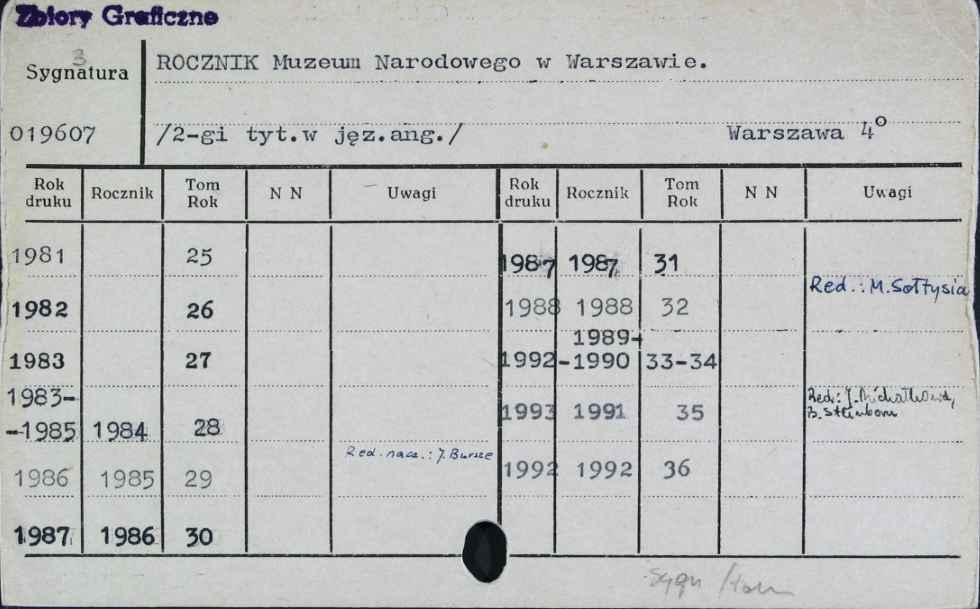 Zbiory Graficzne
3
Sygnatura
ROCZNIK Muzeum Narodowego w Warszawie.
019607 /2-gi tyt.w jęz.ang./ Warszawa 4°
Rok druku Rocznik Tom Rok N N Uwagi Rok druku Rocznik Tom Rok N N Uwagi
1981 25 1987 1987 31
Red.: M.Sołtysia
1982 26 1988 1988 32
1983 27 1992 1989--1990 33-34
1983--1985 1984 28 1993 1991 35 Red: J. B. Steinborn
Red. nacz.: J. Bursze
1986 1985 29 1992 1992 36
1987 1986 30
Sygn